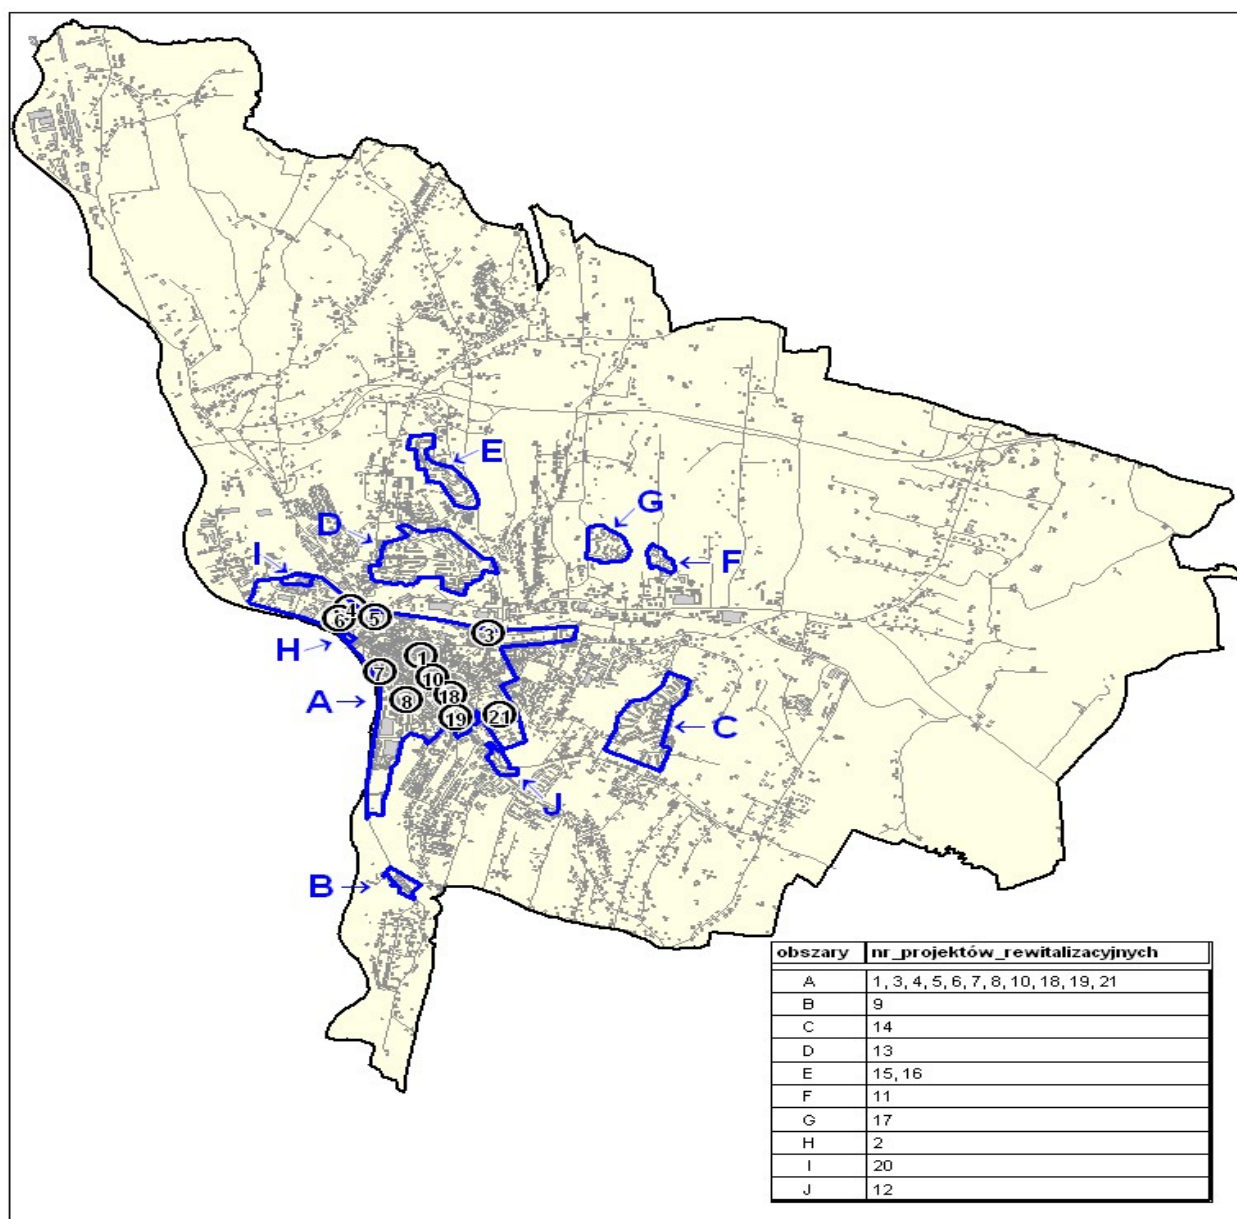 E
D
G
I
F
4
6
5
3
H
1
7
10
A
8
18
19
21
C
J
B
obszary nr_projektów_rewitalizacyjnych
A 1, 3, 4, 5, 6, 7, 8, 10, 18, 19, 21
B 9
C 14
D 13
E 15, 16
F 11
G 17
H 2
I 20
J 12